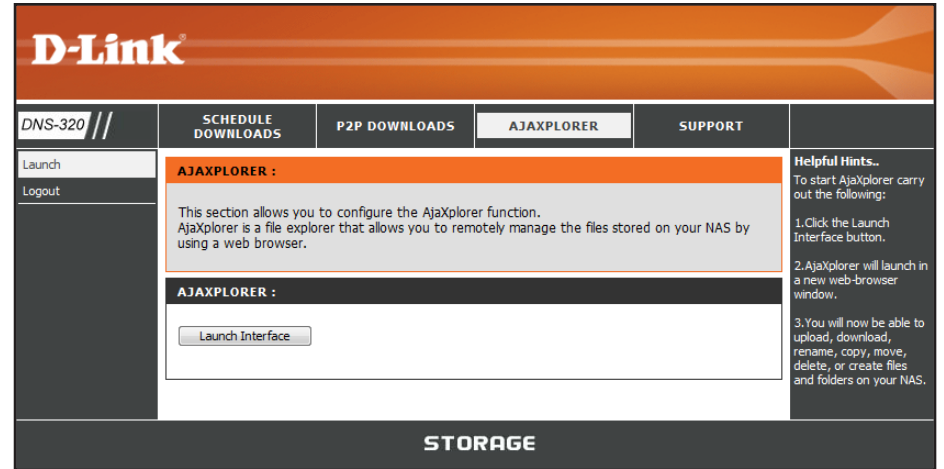 D-Link®
DNS-320 //
SCHEDULE
DOWNLOADS
P2P DOWNLOADS
AJAXPLORER
SUPPORT
Launch
Logout
AJAXPLORER :
This section allows you to configure the AjaXplorer function.
AjaXplorer is a file explorer that allows you to remotely manage the files stored on your NAS by
using a web browser.
AJAXPLORER :
Launch Interface
Helpful Hints..
To start AjaXplorer carry
out the following:
1.Click the Launch
Interface button.
2.AjaXplorer will launch in
a new web-browser
window.
3.You will now be able to
upload, download,
rename, copy, move,
delete, or create files
and folders on your NAS.
STORAGE